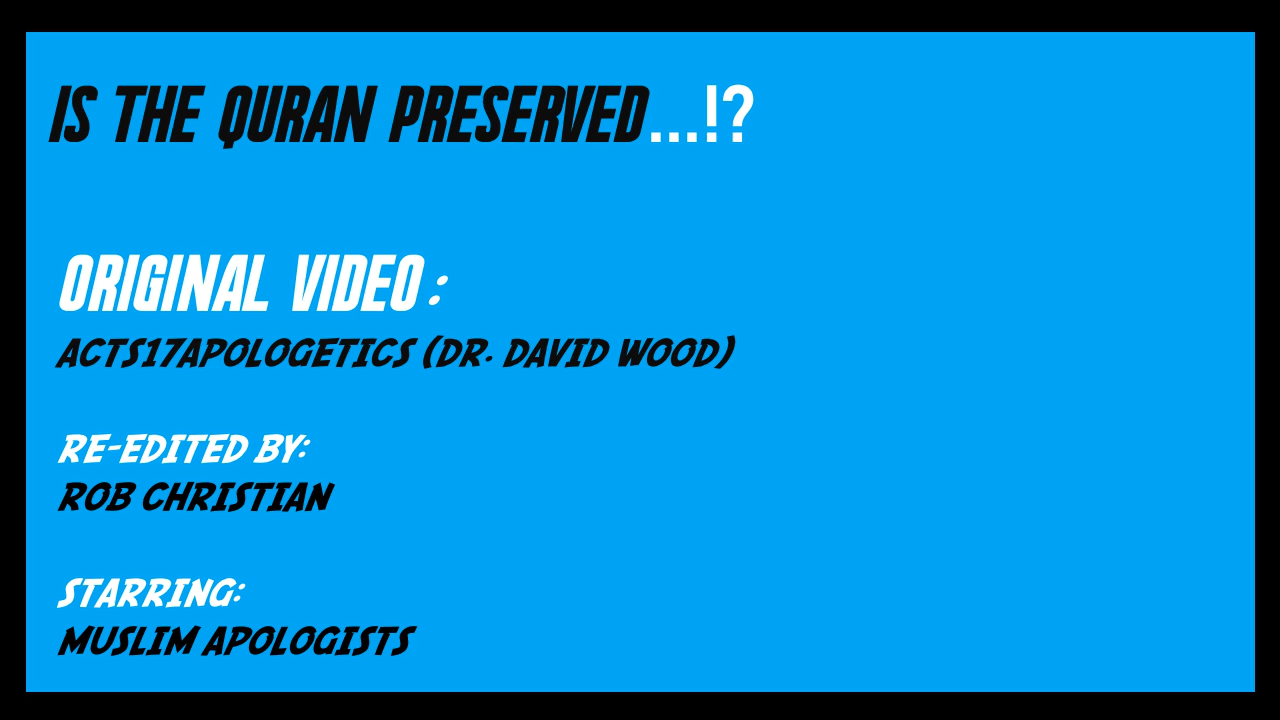 IS THE QURAN PRESERVED...!?
ORIGINAL VIDEO:
ACTS17APOLOGETICS (DR. DAVID WOOD)
RE-EDITED BY:
ROB CHRISTIAN
STARRING:
MUSLIM APOLOGISTS